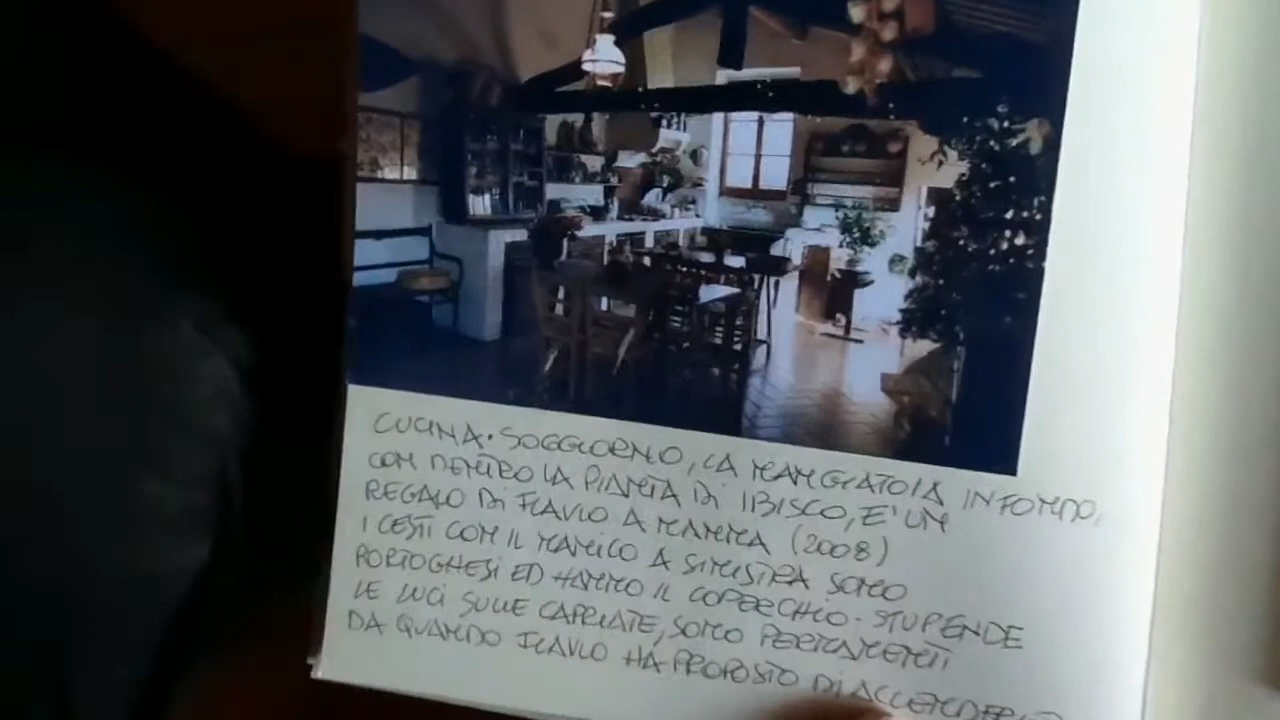 CUCINA. SOGGIORNO, LA MANGIATOIA IN FONDO,
CON DENTRO LA PIANTA DI IBISCO, E' UN
REGALO DI FLAVIO A MAMMA (2008)
I CESTI CON IL MANICO A SINISTRA SONO
PORTOGHESI ED HANNO IL COPERCHIO. STUPENDE
LE LUCI SULLE CAPRIATE, SONO PERMANENTI
DA QUANDO FLAVIO HA PROPOSTO DI ACCENDERLE